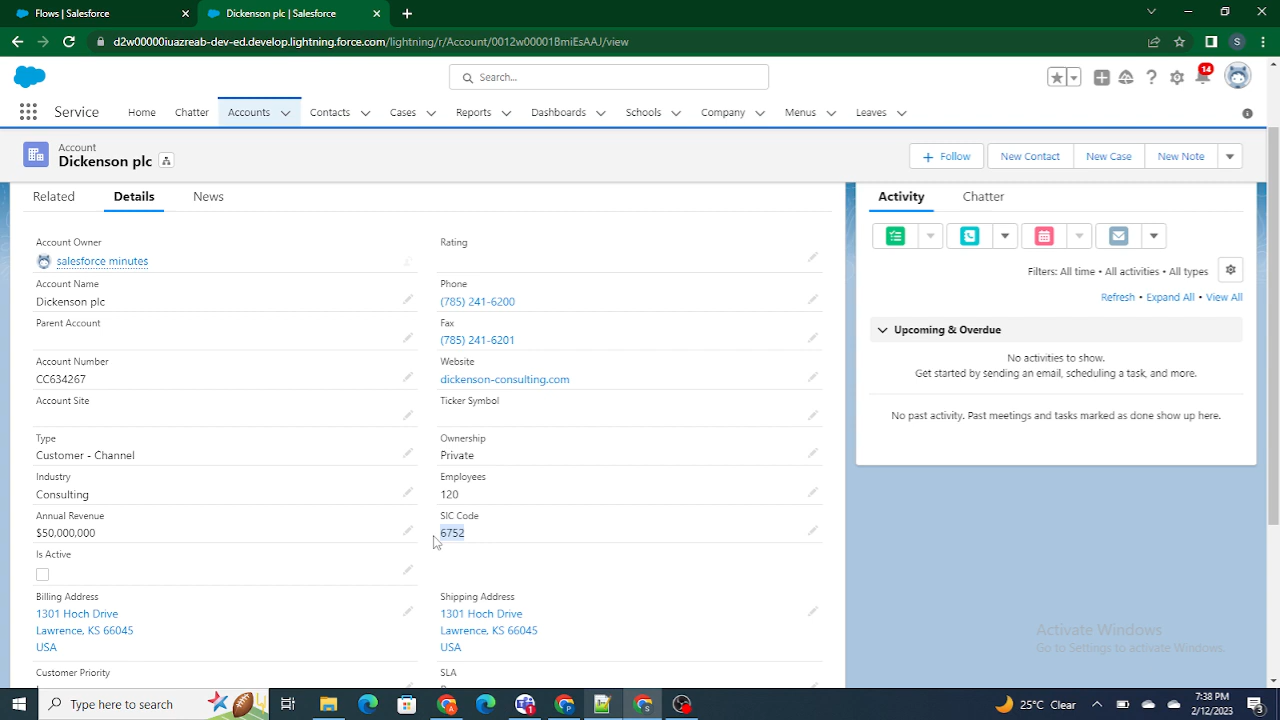 Flows | Salesforce
Dickenson plc | Salesforce
d2w00000iuazreab-dev-ed.develop.lightning.force.com/lightning/r/Account/0012w00001BmiEsAAJ/view
S
Search...
14
Service
Home
Chatter
Accounts
Contacts
Cases
Reports
Dashboards
Schools
Company
Menus
Leaves
Account
Dickenson plc
Follow
New Contact
New Case
New Note
Related
Details
News
Account Owner
salesforce minutes
Rating
Account Name
Dickenson plc
Phone
(785) 241-6200
Parent Account
Fax
(785) 241-6201
Account Number
CC634267
Website
dickenson-consulting.com
Account Site
Ticker Symbol
Type
Customer - Channel
Ownership
Private
Industry
Consulting
Employees
120
Annual Revenue
$50,000,000
SIC Code
6752
Is Active
Billing Address
1301 Hoch Drive
Lawrence, KS 66045
USA
Shipping Address
1301 Hoch Drive
Lawrence, KS 66045
USA
Customer Priority
SLA
Activity
Chatter
Filters: All time • All activities • All types
Refresh • Expand All • View All
Upcoming & Overdue
No activities to show.
Get started by sending an email, scheduling a task, and more.
No past activity. Past meetings and tasks marked as done show up here.
Activate Windows
Go to Settings to activate Windows.
Type here to search
25°C Clear
7:38 PM
2/12/2023
3